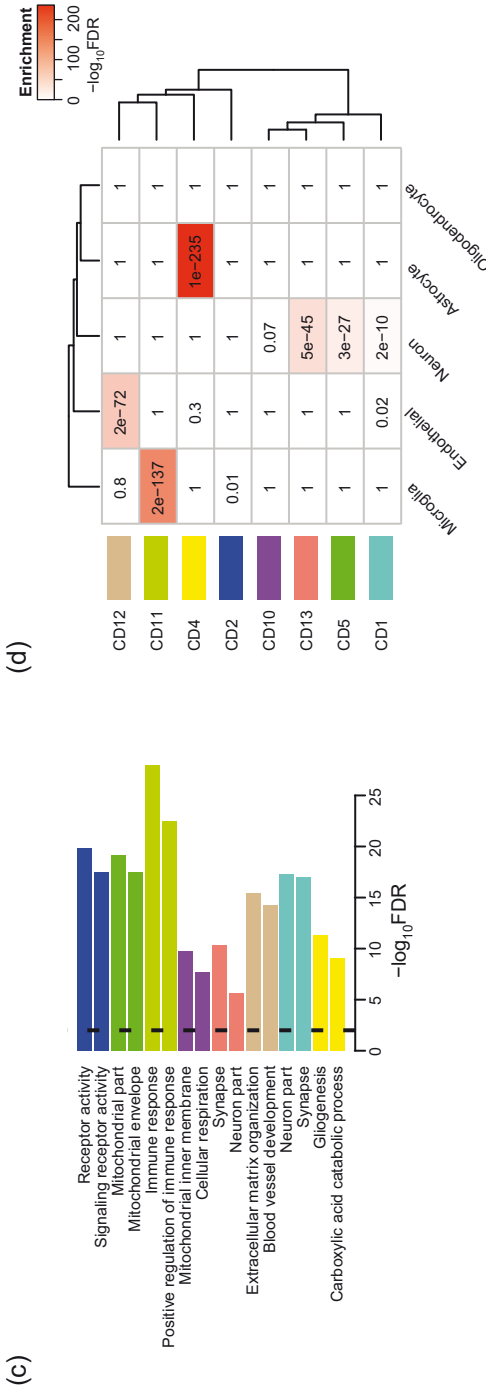 (c)
Receptor activity
Signaling receptor activity
Mitochondrial part
Mitochondrial envelope
Immune response
Positive regulation of immune response
Mitochondrial inner membrane
Cellular respiration
Synapse
Neuron part
Extracellular matrix organization
Blood vessel development
Neuron part
Synapse
Gliogenesis
Carboxylic acid catabolic process
0 5 10 15 20 25
−log10FDR
(d)
Enrichment
0 100 200
−log10FDR
CD12 0.8 2e−72 1 1 1
CD11 2e−137 1 1 1 1
CD4 1 0.3 1 1e−235 1
CD2 0.01 1 1 1 1
CD10 1 1 0.07 1 1
CD13 1 1 5e−45 1 1
CD5 1 1 3e−27 1 1
CD1 1 0.02 2e−10 1 1
Microglia Endothelial Neuron Astrocyte Oligodendrocyte